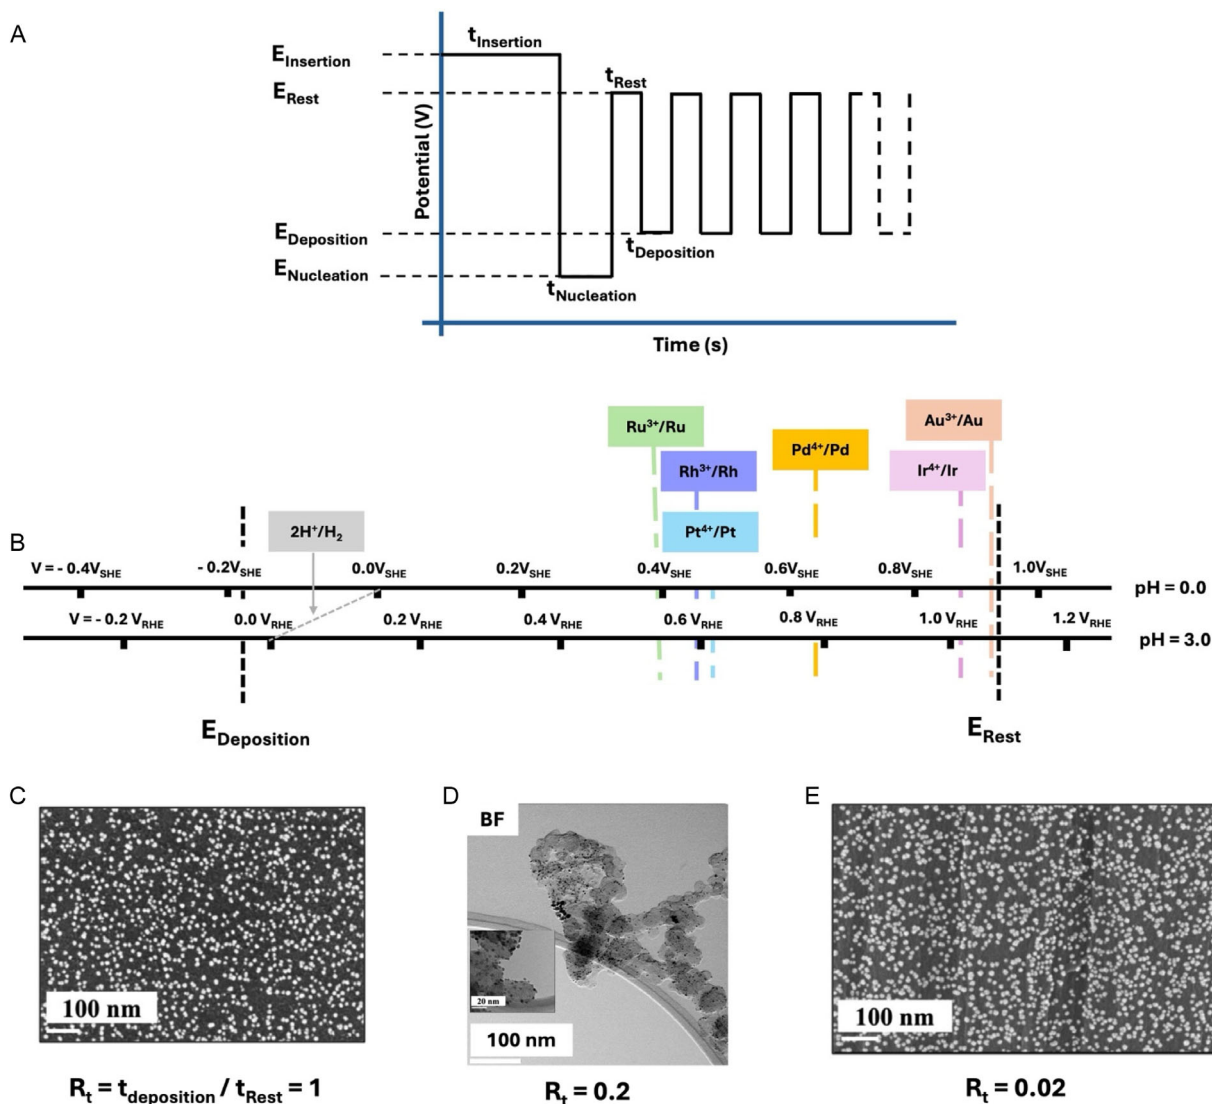 A
t_Insertion
E_Insertion
t_Rest
E_Rest
Potential (V)
E_Deposition
t_Deposition
E_Nucleation
t_Nucleation
Time (s)
B
Ru³⁺/Ru
Au³⁺/Au
Pd⁴⁺/Pd
Rh³⁺/Rh
Ir⁴⁺/Ir
2H⁺/H₂
Pt⁴⁺/Pt
V = - 0.4V_SHE - 0.2V_SHE 0.0V_SHE 0.2V_SHE 0.4V_SHE 0.6V_SHE 0.8V_SHE 1.0V_SHE pH = 0.0
V = - 0.2 V_RHE 0.0 V_RHE 0.2 V_RHE 0.4 V_RHE 0.6 V_RHE 0.8 V_RHE 1.0 V_RHE 1.2 V_RHE pH = 3.0
E_Deposition
E_Rest
C
100 nm
R_t = t_deposition / t_Rest = 1
D
BF
20 nm
100 nm
R_t = 0.2
E
100 nm
R_t = 0.02